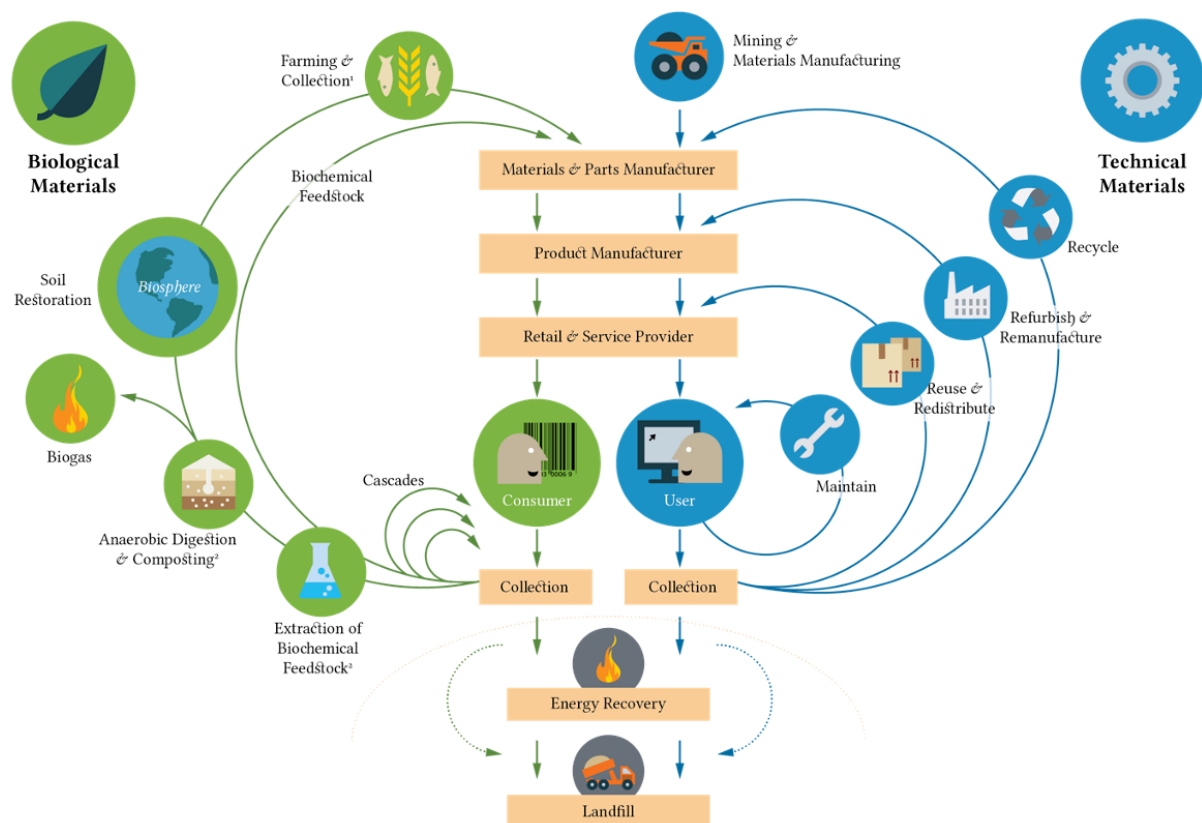 Biological
Materials
Farming &
Collection¹
Mining &
Materials Manufacturing
Technical
Materials
Biochemical
Feedstock
Materials & Parts Manufacturer
Recycle
Soil
Restoration
Biosphere
Product Manufacturer
Refurbish &
Remanufacture
Retail & Service Provider
Reuse &
Redistribute
Biogas
Cascades
Consumer
User
Maintain
Anaerobic Digestion
& Composting²
Collection
Collection
Extraction of
Biochemical
Feedstock²
Energy Recovery
Landfill